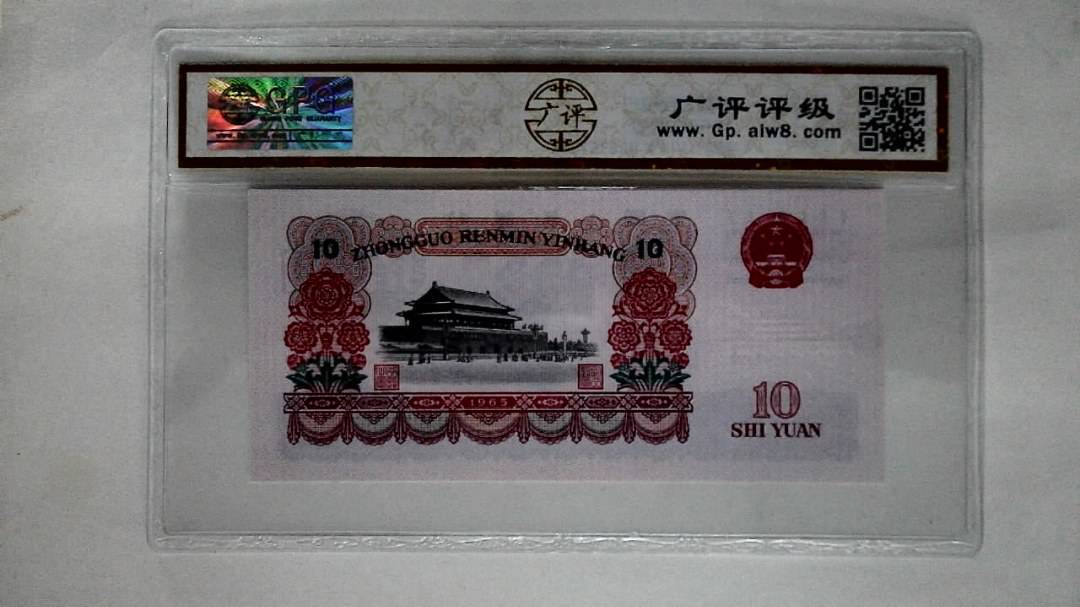 GPG
广评
广评评级
www. Gp. alw8. com
10 ZHONGGUO RENMIN YINHANG 10
1965
10
SHI YUAN